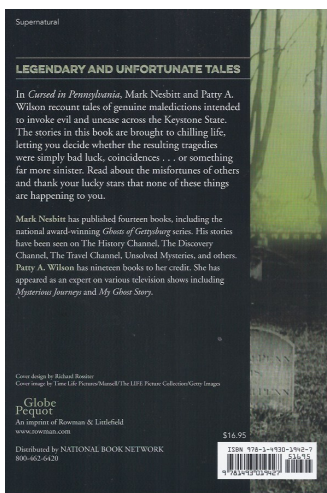 Supernatural
LEGENDARY AND UNFORTUNATE TALES
In Cursed in Pennsylvania, Mark Nesbitt and Patty A.
Wilson recount tales of genuine maledictions intended
to invoke evil and unease across the Keystone State.
The stories in this book are brought to chilling life,
letting you decide whether the resulting tragedies
were simply bad luck, coincidences . . . or something
far more sinister. Read about the misfortunes of others
and thank your lucky stars that none of these things
are happening to you.
Mark Nesbitt has published fourteen books, including the
national award-winning Ghosts of Gettysburg series. His stories
have been seen on The History Channel, The Discovery
Channel, The Travel Channel, Unsolved Mysteries, and others.
Patty A. Wilson has nineteen books to her credit. She has
appeared as an expert on various television shows including
Mysterious Journeys and My Ghost Story.
Cover design by Richard Rossiter
Cover image by Time Life Pictures/Mansell/The LIFE Picture Collection/Getty Images
Globe
Pequot
An imprint of Rowman & Littlefield
www.rowman.com
Distributed by NATIONAL BOOK NETWORK
800-462-6420
$16.95
ISBN 978-1-4930-1942-7
51695
9781493019427